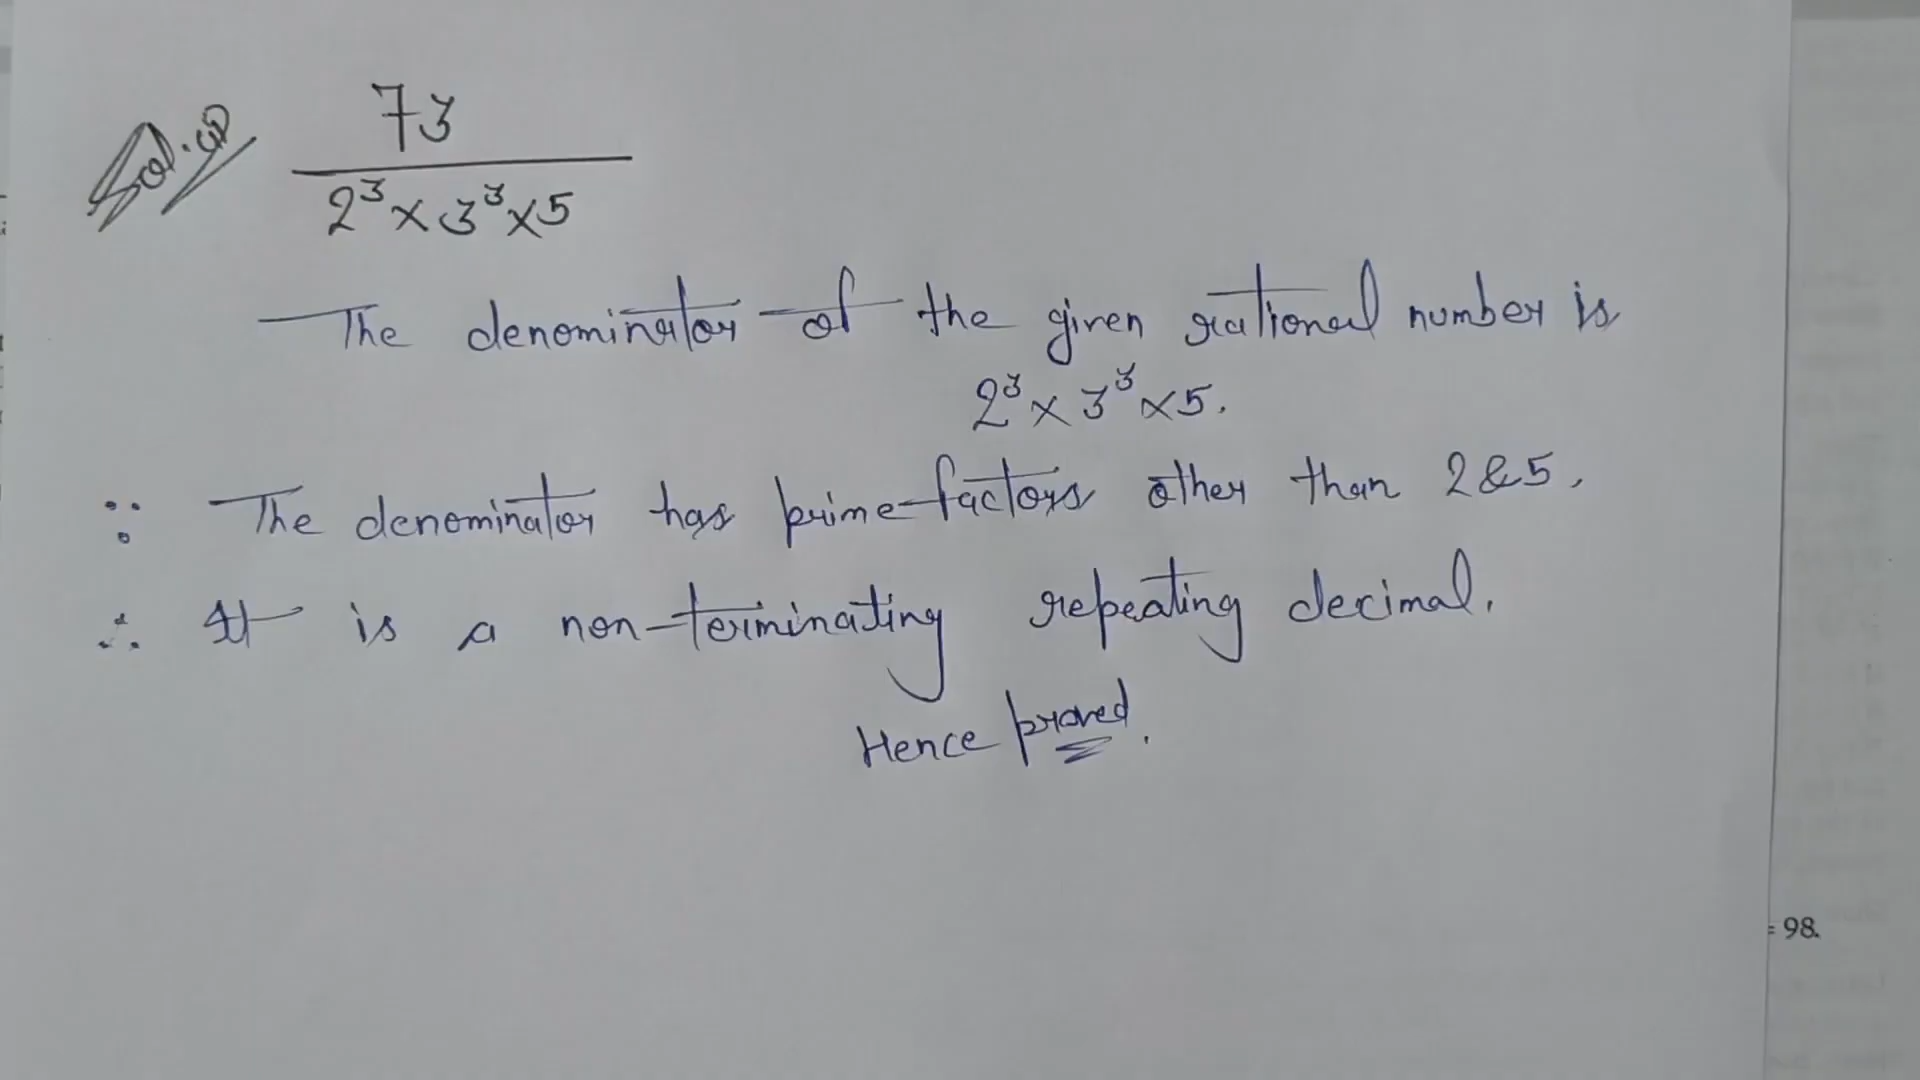 Sol. (i) 73
2³ × 3³ × 5
The denominator of the given rational number is
2³ × 3³ × 5.
∵ The denominator has prime factors other than 2 & 5,
∴ It is a non-terminating repeating decimal.
Hence proved.
= 98.